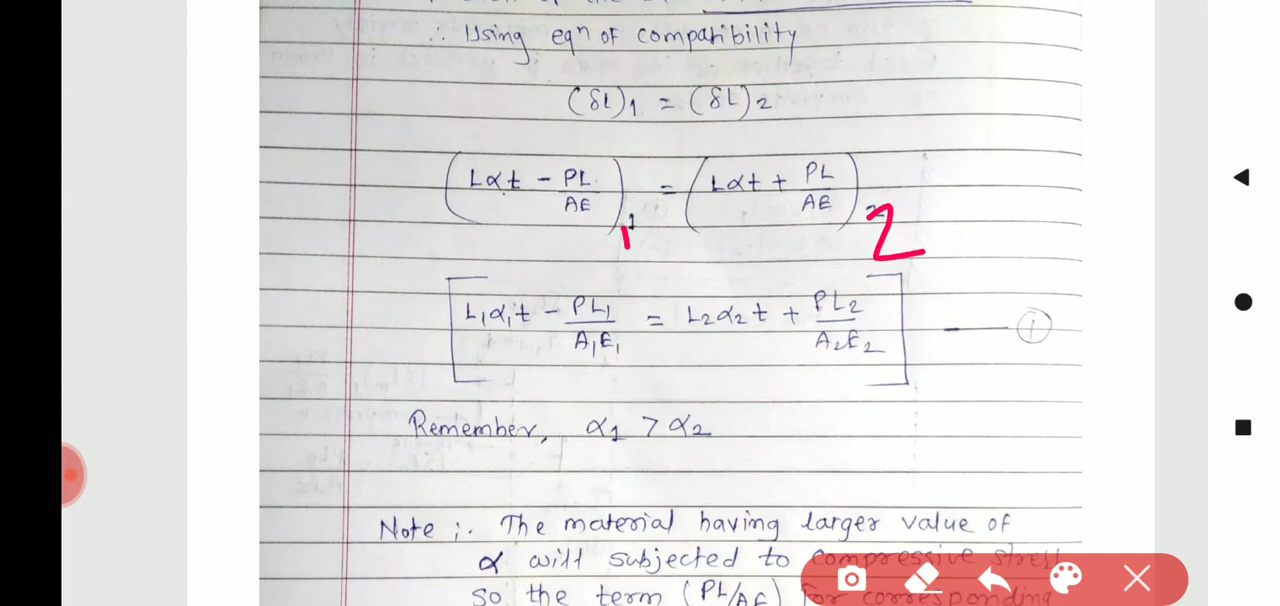 ∴ Using eqn of compatibility
(δL)1 = (δL)2
(Lαt - PL/AE)1 = (Lαt + PL/AE)2
1 2
[L1α1t - PL1/A1E1 = L2α2t + PL2/A2E2] — ①
Remember, α1 > α2
Note :- The material having larger value of
α will subjected to compressive stress
so the term (PL/AE) for corresponding